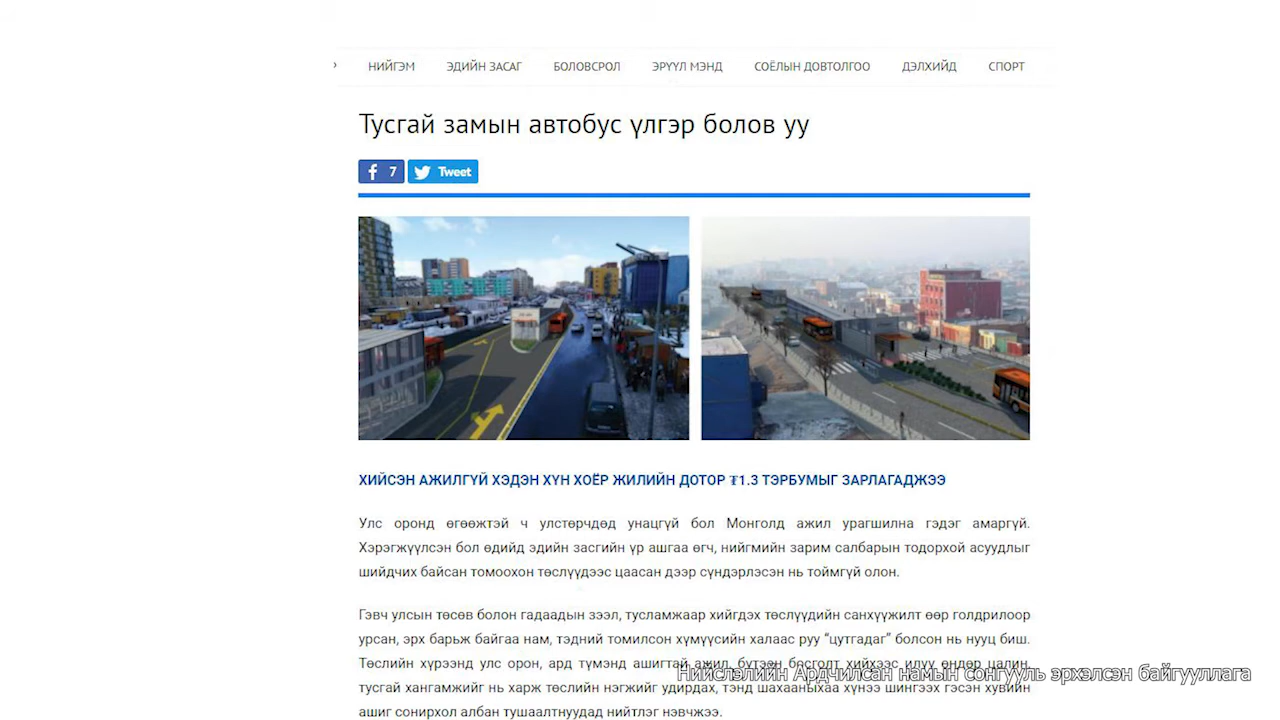 НИЙГЭМ ЭДИЙН ЗАСАГ БОЛОВСРОЛ ЭРҮҮЛ МЭНД СОЁЛЫН ДОВТОЛГОО ДЭЛХИЙД СПОРТ
Тусгай замын автобус үлгэр болов уу
7 Tweet
ХИЙСЭН АЖИЛГҮЙ ХЭДЭН ХҮН ХОЁР ЖИЛИЙН ДОТОР ₮1.3 ТЭРБУМЫГ ЗАРЛАГАДЖЭЭ
Улс оронд өгөөжтэй ч улстөрчдөд унацгүй бол Монголд ажил урагшилна гэдэг амаргүй.
Хэрэгжүүлсэн бол өдийд эдийн засгийн үр ашгаа өгч, нийгмийн зарим салбарын тодорхой асуудлыг
шийдчих байсан томоохон төслүүдээс цаасан дээр сүндэрлэсэн нь тоймгүй олон.
Гэвч улсын төсөв болон гадаадын зээл, тусламжаар хийгдэх төслүүдийн санхүүжилт өөр голдрилоор
урсан, эрх барьж байгаа нам, тэдний томилсон хүмүүсийн халаас руу “цутгадаг” болсон нь нууц биш.
Төслийн хүрээнд улс орон, ард түмэнд ашигтай ажил, бүтээн босголт хийхээс илүү өндөр цалин,
Нийслэлийн Ардчилсан намын сонгууль эрхэлсэн байгууллага
тусгай хангамжийг нь харж төслийн нэгжийг удирдах, тэнд шахааныхаа хүнээ шингээх гэсэн хувийн
ашиг сонирхол албан тушаалтнуудад нийтлэг нэвчжээ.